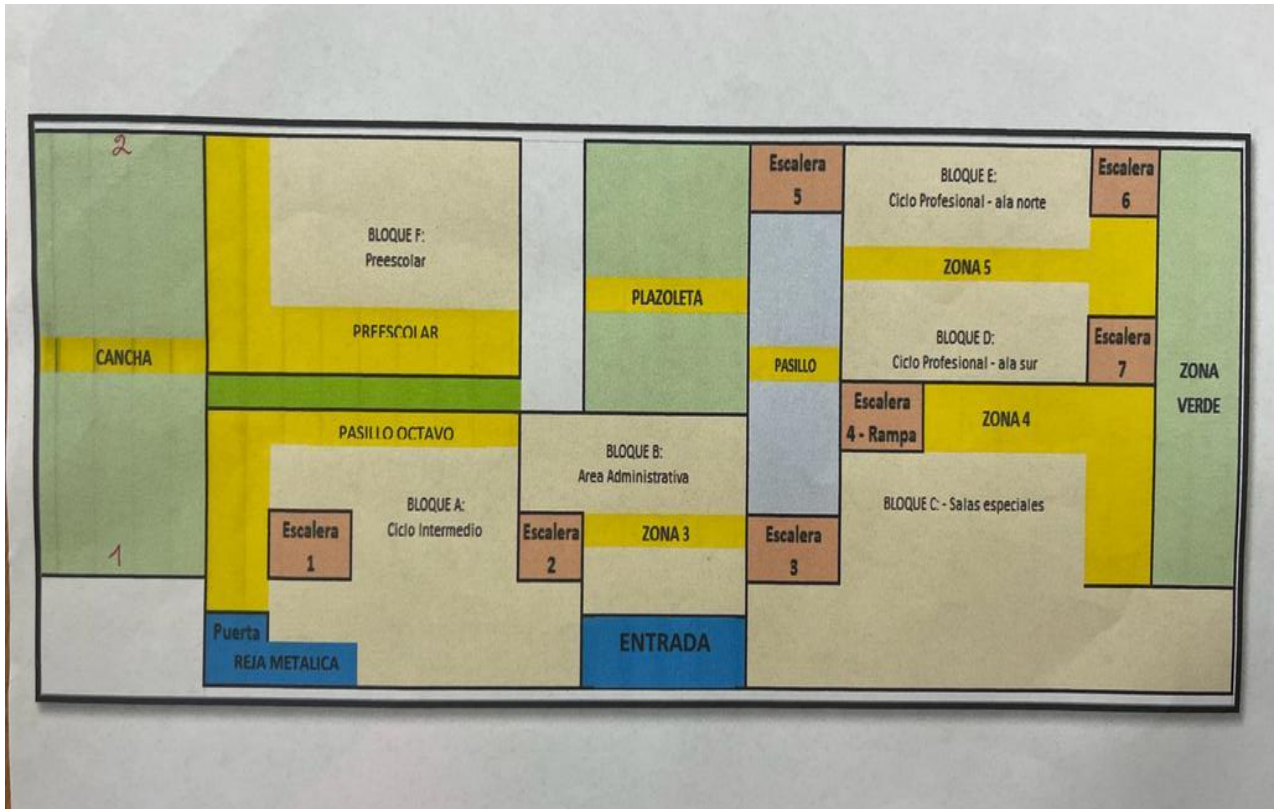 2
Escalera
5
BLOQUE E:
Ciclo Profesional - ala norte
Escalera
6
BLOQUE F:
Preescolar
ZONA 5
PLAZOLETA
PREESCOLAR
BLOQUE D:
Ciclo Profesional - ala sur
Escalera
7
CANCHA
PASILLO
ZONA
VERDE
Escalera
4 - Rampa
ZONA 4
PASILLO OCTAVO
BLOQUE B:
Area Administrativa
BLOQUE A:
Ciclo Intermedio
BLOQUE C: - Salas especiales
Escalera
1
Escalera
2
ZONA 3
Escalera
3
1
Puerta
REJA METALICA
ENTRADA